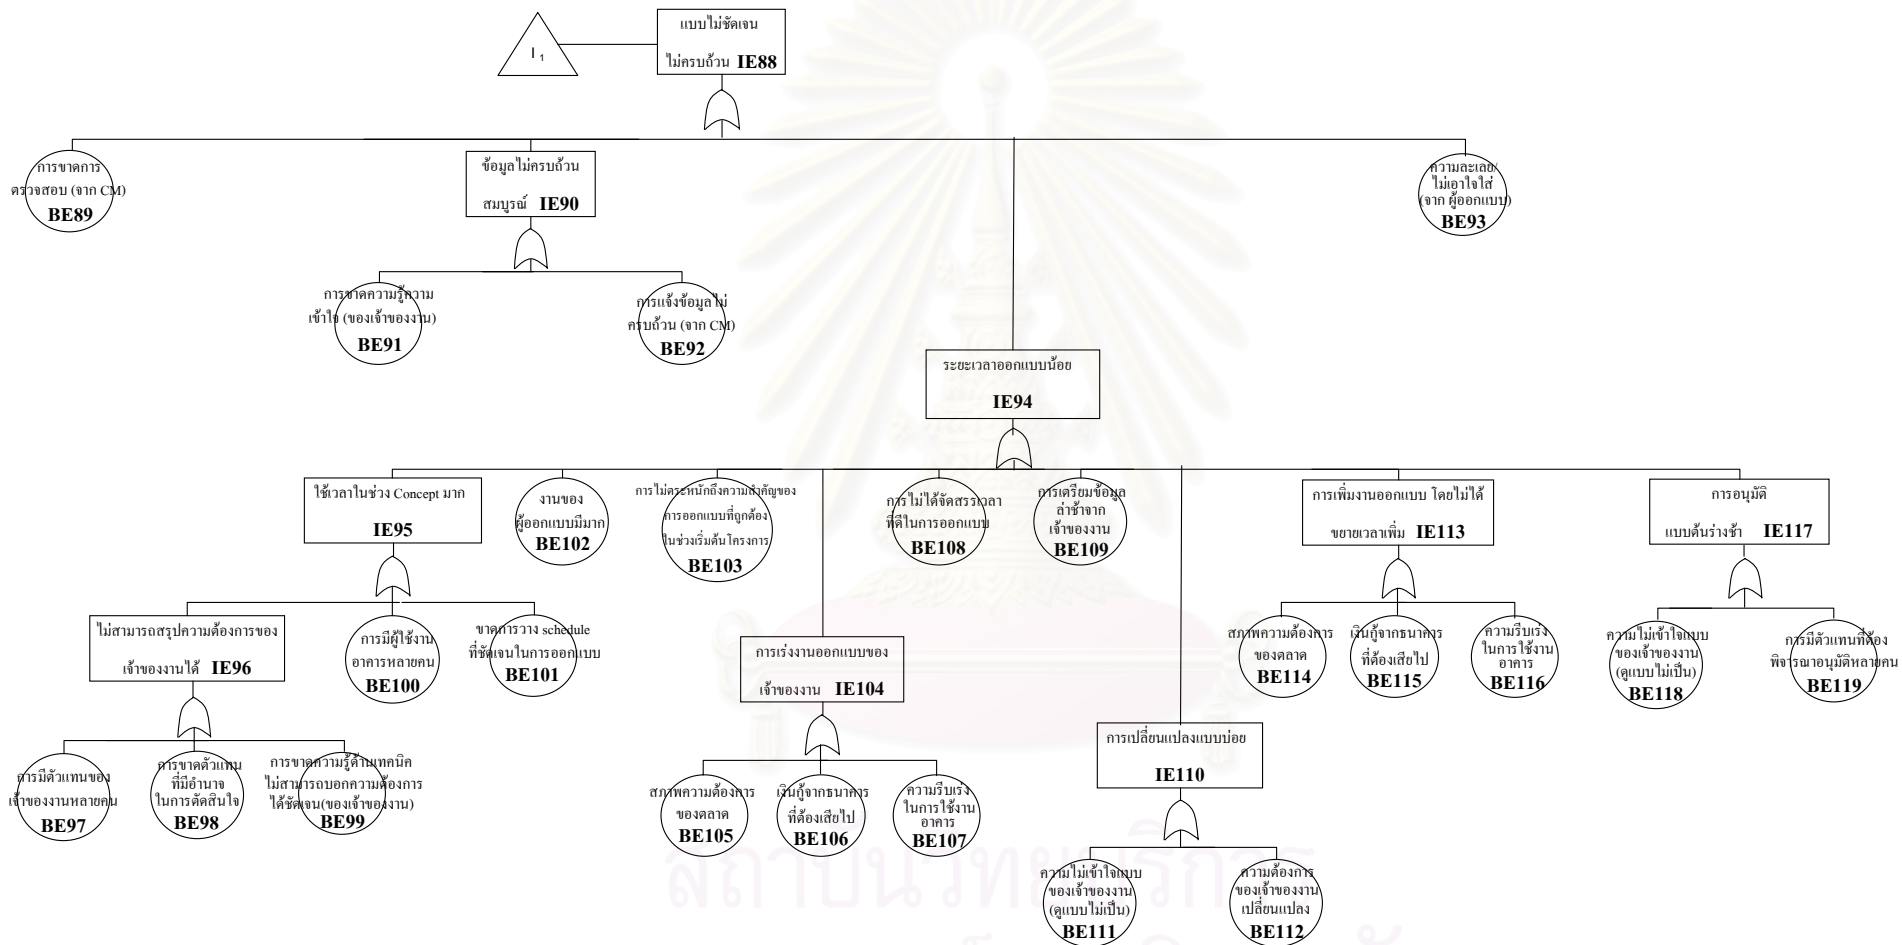 I 1
แบบไม่ชัดเจน
ไม่ครบถ้วน IE88
การขาดการ
ตรวจสอบ (จาก CM)
BE89
ข้อมูลไม่ครบถ้วน
สมบูรณ์ IE90
ความละเลย/
ไม่เอาใจใส่
(จาก ผู้ออกแบบ)
BE93
การขาดความรู้ความ
เข้าใจ (ของเจ้าของงาน)
BE91
การแจ้งข้อมูลไม่
ครบถ้วน (จาก CM)
BE92
ระยะเวลาออกแบบน้อย
IE94
ใช้เวลาในช่วง Concept มาก
IE95
งานของ
ผู้ออกแบบมีมาก
BE102
การไม่ตระหนักถึงความสำคัญของ
การออกแบบที่ถูกต้อง
ในช่วงเริ่มต้นโครงการ
BE103
การไม่ได้จัดสรรเวลา
ที่ดีในการออกแบบ
BE108
การเตรียมข้อมูล
ล่าช้าจาก
เจ้าของงาน
BE109
การเพิ่มงานออกแบบ โดยไม่ได้
ขยายเวลาเพิ่ม IE113
การอนุมัติ
แบบต้นร่างช้า IE117
ไม่สามารถสรุปความต้องการของ
เจ้าของงานได้ IE96
การมีผู้ใช้งาน
อาคารหลายคน
BE100
ขาดการวาง schedule
ที่ชัดเจนในการออกแบบ
BE101
การเร่งงานออกแบบของ
เจ้าของงาน IE104
สภาพความต้องการ
ของตลาด
BE114
เงินกู้จากธนาคาร
ที่ต้องเสียไป
BE115
ความรีบเร่ง
ในการใช้งาน
อาคาร
BE116
ความไม่เข้าใจแบบ
ของเจ้าของงาน
(ดูแบบไม่เป็น)
BE118
การมีตัวแทนที่ต้อง
พิจารณาอนุมัติหลายคน
BE119
การเปลี่ยนแปลงแบบบ่อย
IE110
การมีตัวแทนของ
เจ้าของงานหลายคน
BE97
การขาดตัวแทน
ที่มีอำนาจ
ในการตัดสินใจ
BE98
การขาดความรู้ด้านเทคนิค
ไม่สามารถบอกความต้องการ
ได้ชัดเจน(ของเจ้าของงาน)
BE99
สภาพความต้องการ
ของตลาด
BE105
เงินกู้จากธนาคาร
ที่ต้องเสียไป
BE106
ความรีบเร่ง
ในการใช้งาน
อาคาร
BE107
ความไม่เข้าใจแบบ
ของเจ้าของงาน
(ดูแบบไม่เป็น)
BE111
ความต้องการ
ของเจ้าของงาน
เปลี่ยนแปลง
BE112
สถาบันวิทยบริการ